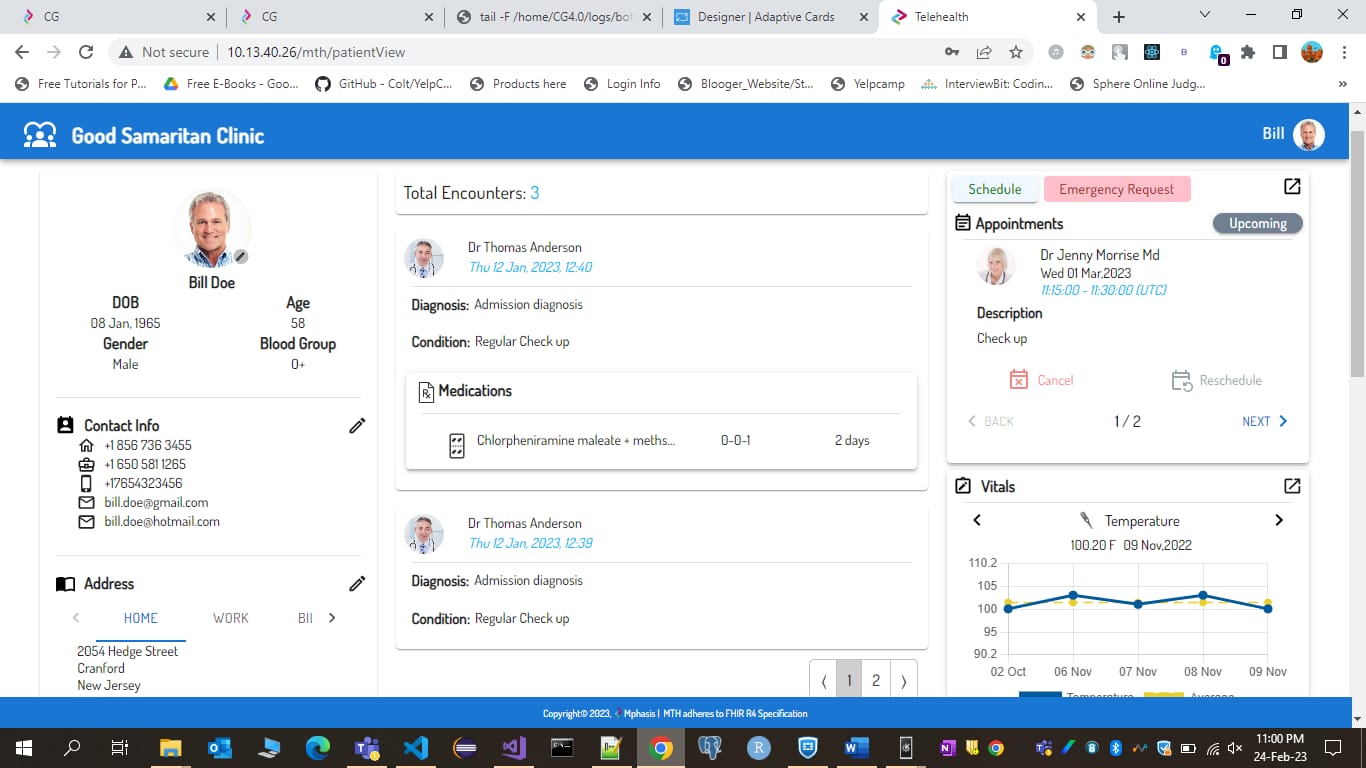 CG
CG
tail -F /home/CG4.0/logs/bot
Designer | Adaptive Cards
Telehealth
Not secure
10.13.40.26/mth/patientView
Free Tutorials for P...
Free E-Books - Goo...
GitHub - Colt/YelpC...
Products here
Login Info
Blooger_Website/St...
Yelpcamp
InterviewBit: Codin...
Sphere Online Judg...
»
Good Samaritan Clinic
Bill
Bill Doe
DOB
Age
08 Jan, 1965
58
Gender
Blood Group
Male
O+
Contact Info
+1 856 736 3455
+1 650 581 1265
+17654323456
bill.doe@gmail.com
bill.doe@hotmail.com
Address
HOME
WORK
BII
2054 Hedge Street
Cranford
New Jersey
Total Encounters: 3
Dr Thomas Anderson
Thu 12 Jan, 2023, 12:40
Diagnosis: Admission diagnosis
Condition: Regular Check up
Medications
Chlorpheniramine maleate + meths... 0-0-1 2 days
Dr Thomas Anderson
Thu 12 Jan, 2023, 12:39
Diagnosis: Admission diagnosis
Condition: Regular Check up
⟨ 1 2 ⟩
Schedule
Emergency Request
Appointments
Upcoming
Dr Jenny Morrise Md
Wed 01 Mar,2023
11:15:00 - 11:30:00 (UTC)
Description
Check up
Cancel
Reschedule
BACK
1 / 2
NEXT
Vitals
Temperature
100.20 F 09 Nov,2022
110.2
105
100
95
90.2
02 Oct
06 Nov
07 Nov
08 Nov
09 Nov
Temperature
Average
Copyright© 2023, Mphasis | MTH adheres to FHIR R4 Specification
11:00 PM
24-Feb-23